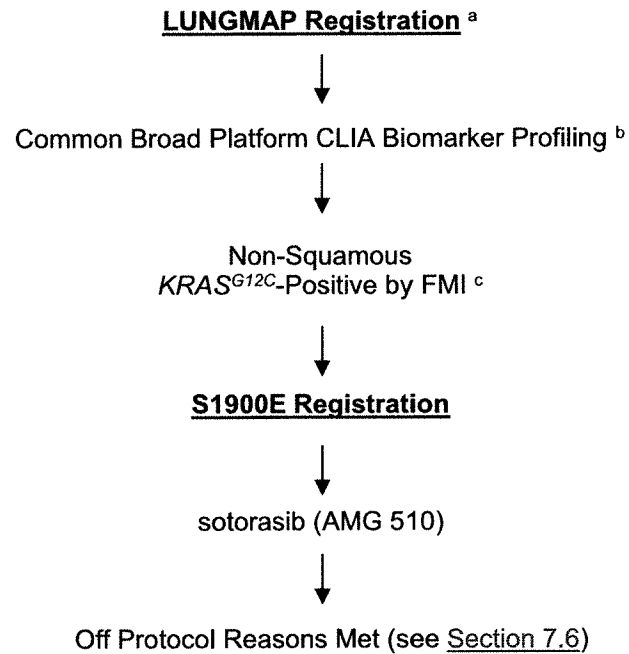 LUNGMAP Registration a
Common Broad Platform CLIA Biomarker Profiling b
Non-Squamous
KRASG12C-Positive by FMI c
S1900E Registration
sotorasib (AMG 510)
Off Protocol Reasons Met (see Section 7.6)